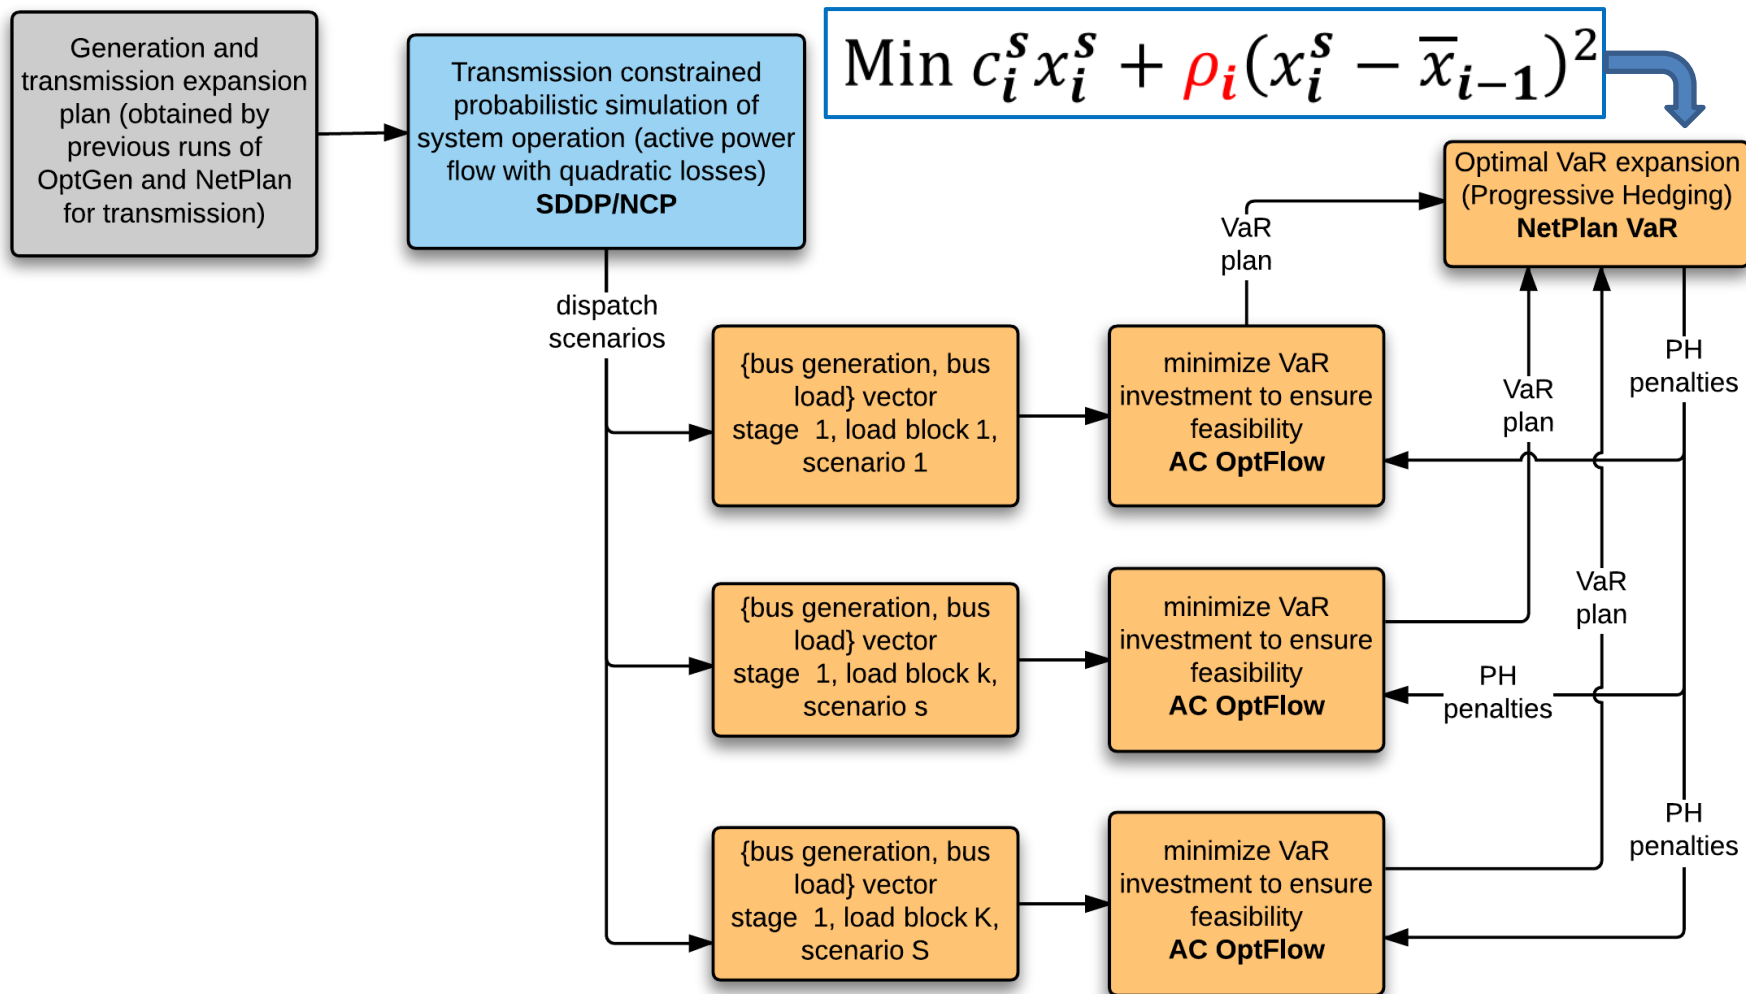 Generation and
transmission expansion
plan (obtained by
previous runs of
OptGen and NetPlan
for transmission)
Transmission constrained
probabilistic simulation of
system operation (active power
flow with quadratic losses)
SDDP/NCP
Min c_i^s x_i^s + ρ_i(x_i^s − x̅_{i−1})^2
Optimal VaR expansion
(Progressive Hedging)
NetPlan VaR
dispatch
scenarios
VaR
plan
{bus generation, bus
load} vector
stage 1, load block 1,
scenario 1
minimize VaR
investment to ensure
feasibility
AC OptFlow
VaR
plan
PH
penalties
{bus generation, bus
load} vector
stage 1, load block k,
scenario s
minimize VaR
investment to ensure
feasibility
AC OptFlow
VaR
plan
PH
penalties
{bus generation, bus
load} vector
stage 1, load block K,
scenario S
minimize VaR
investment to ensure
feasibility
AC OptFlow
PH
penalties